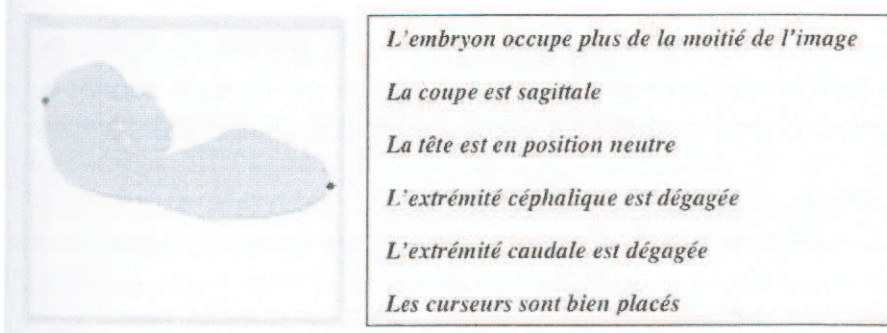 L'embryon occupe plus de la moitié de l'image
La coupe est sagittale
La tête est en position neutre
L'extrémité céphalique est dégagée
L'extrémité caudale est dégagée
Les curseurs sont bien placés